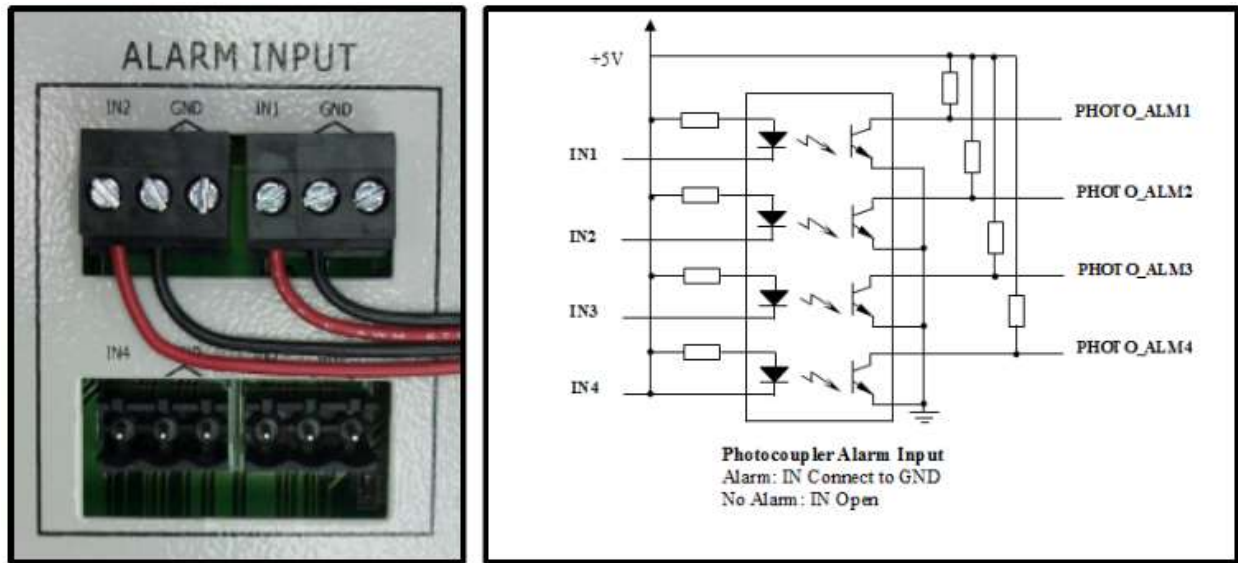 ALARM INPUT
IN2 GND IN1 GND
IN4
+5V
PHOTO_ALM1
IN1
PHOTO_ALM2
IN2
PHOTO_ALM3
IN3
PHOTO_ALM4
IN4
Photocoupler Alarm Input
Alarm: IN Connect to GND
No Alarm: IN Open